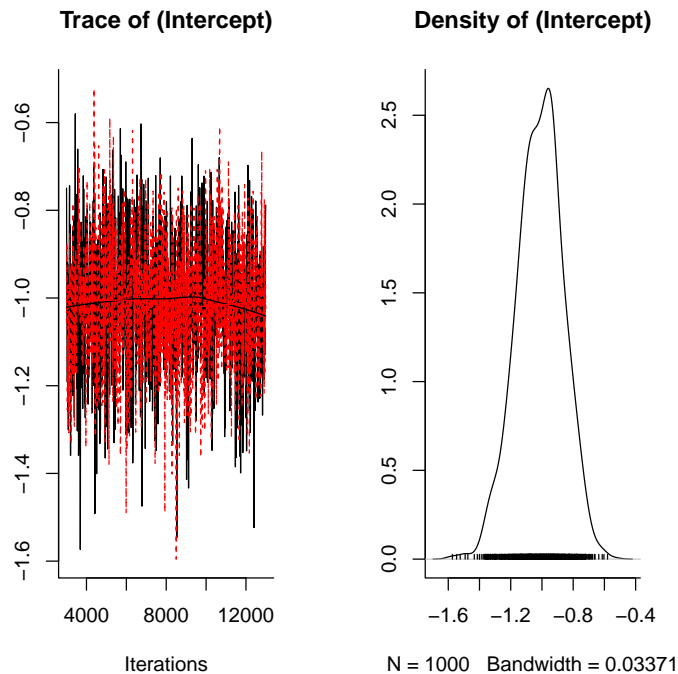 Trace of (Intercept)
−0.6
−0.8
−1.0
−1.2
−1.4
−1.6
4000 8000 12000
Iterations
Density of (Intercept)
2.5
2.0
1.5
1.0
0.5
0.0
−1.6 −1.2 −0.8 −0.4
N = 1000 Bandwidth = 0.03371